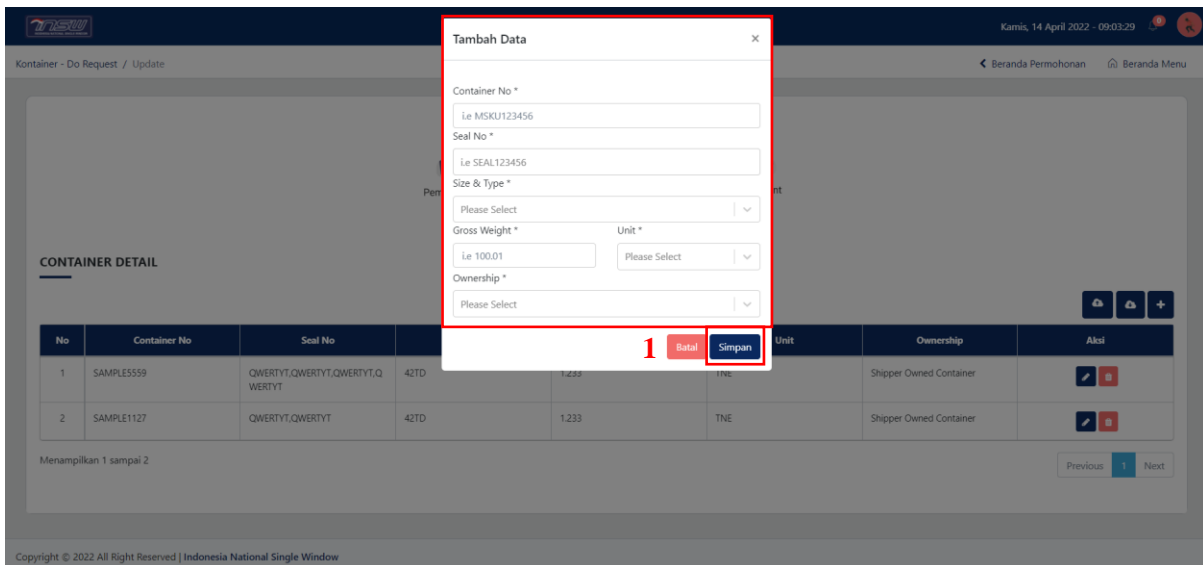 INSW
Kamis, 14 April 2022 - 09:03:29
0
Kontainer - Do Request / Update
Beranda Permohonan
Beranda Menu
Tambah Data ×
Container No *
i.e MSKU123456
Seal No *
i.e SEAL123456
Size & Type *
Please Select
Gross Weight * Unit *
i.e 100.01 Please Select
Ownership *
Please Select
1 Batal Simpan
CONTAINER DETAIL
No Container No Seal No Unit Ownership Aksi
1 SAMPLE5559 QWERTYT,QWERTYT,QWERTYT,Q 42TD 1.233 TNE Shipper Owned Container
WERTYT
2 SAMPLE1127 QWERTYT,QWERTYT 42TD 1.233 TNE Shipper Owned Container
Menampilkan 1 sampai 2
Previous 1 Next
Copyright © 2022 All Right Reserved | Indonesia National Single Window